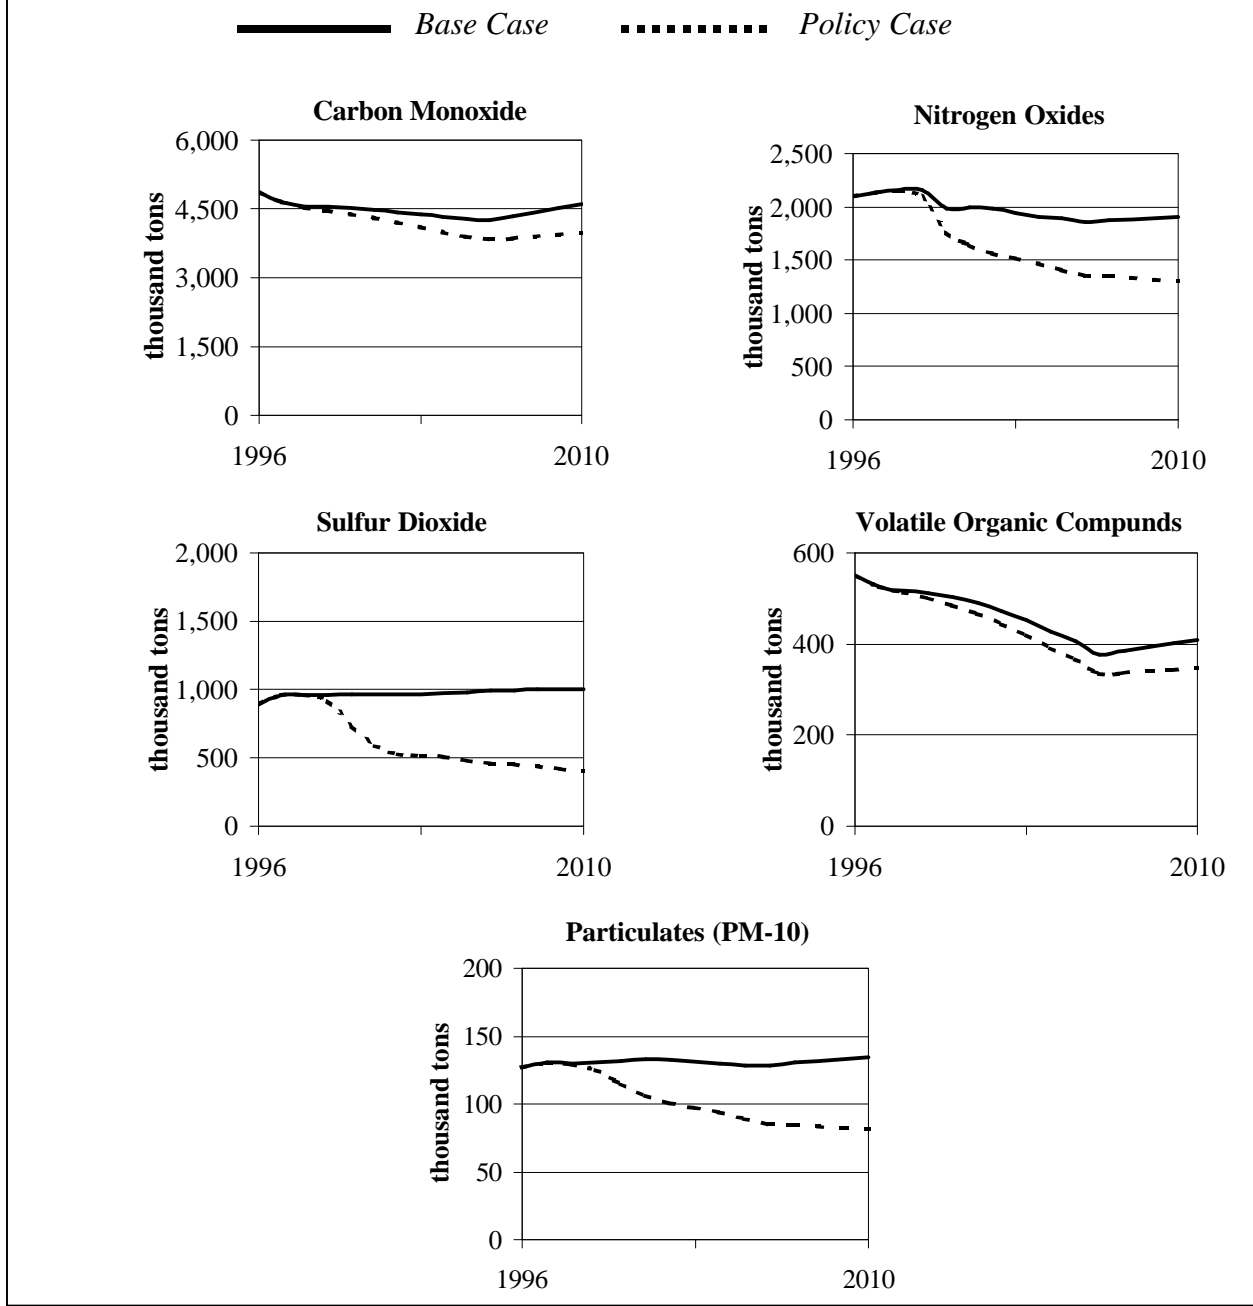 Base Case Policy Case
Carbon Monoxide
6,000
4,500
3,000
1,500
0
thousand tons
1996 2010
Nitrogen Oxides
2,500
2,000
1,500
1,000
500
0
thousand tons
1996 2010
Sulfur Dioxide
2,000
1,500
1,000
500
0
thousand tons
1996 2010
Volatile Organic Compunds
600
400
200
0
thousand tons
1996 2010
Particulates (PM-10)
200
150
100
50
0
thousand tons
1996 2010